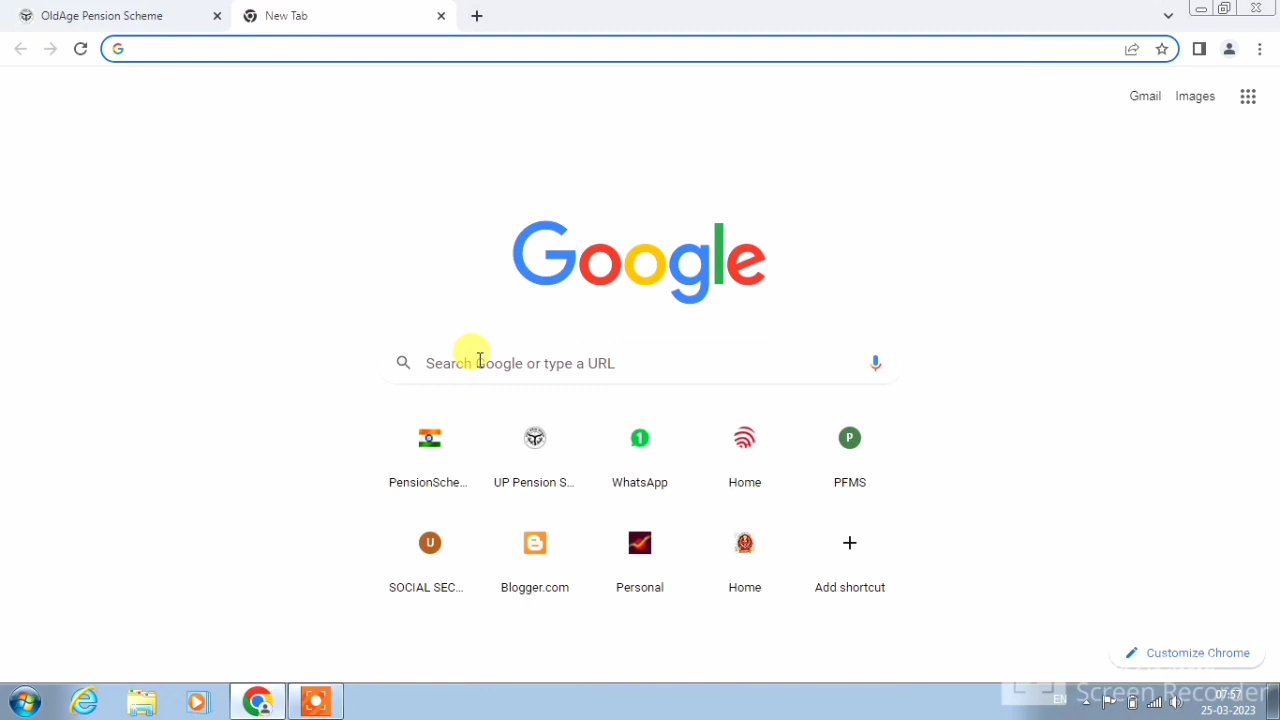 OldAge Pension Scheme
New Tab
Gmail Images
Google
Search Google or type a URL
1 P
PensionSche... UP Pension S... WhatsApp Home PFMS
U
SOCIAL SEC... Blogger.com Personal Home Add shortcut
Customize Chrome
Screen Recorder
EN 07:57
25-03-2023